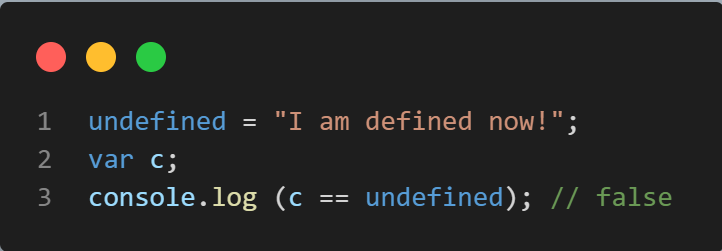 1 undefined = "I am defined now!";
2 var c;
3 console.log (c == undefined); // false